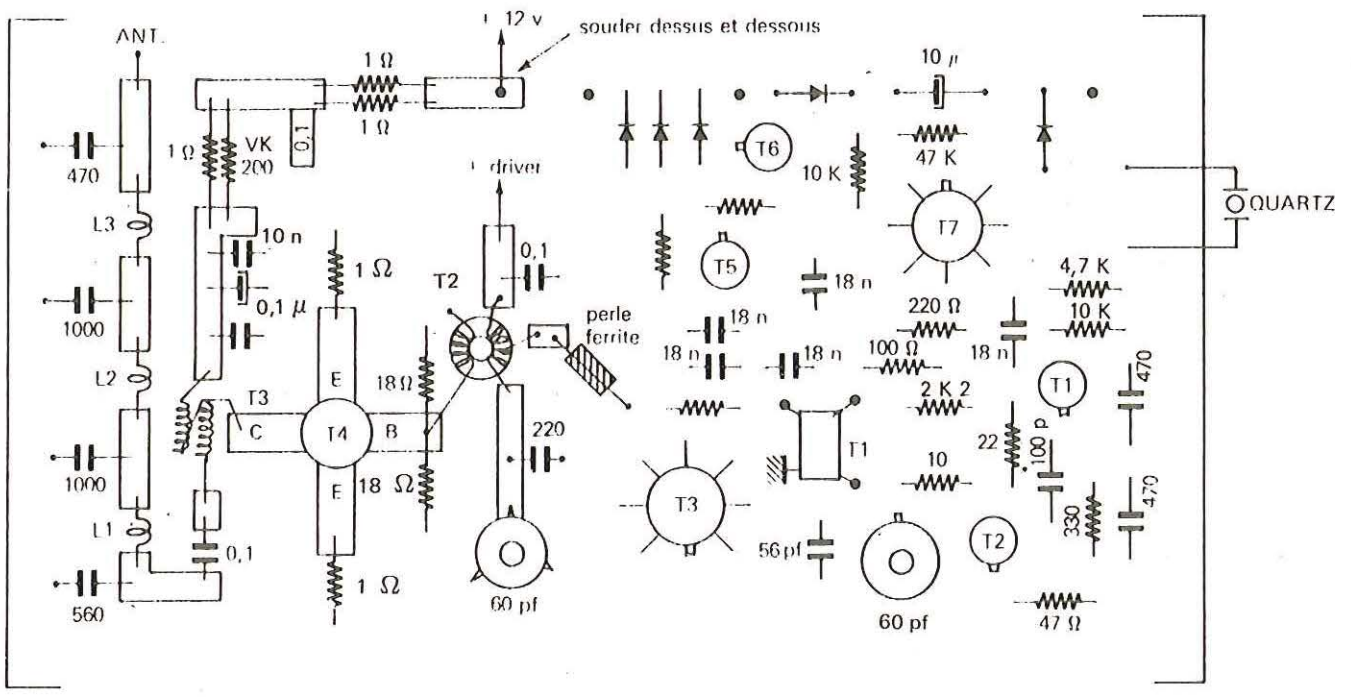 ANT.
+ 12 v
souder dessus et dessous
1 Ω
1 Ω
0,1
470
1 Ω
VK
200
T6
10 µ
47 K
10 K
+ driver
L3
10 n
0,1 µ
1 Ω
T2
0,1
T5
T7
QUARTZ
18 n
4,7 K
perle
ferrite
1000
L2
18 n
18 n
18 n
220 Ω
100 Ω
18 n
10 K
T1
470
E
18 Ω
T3
C
T4
B
2 K 2
220
T1
22
100 p
1000
E
18 Ω
T3
10
330
470
L1
0,1
56 pf
T2
560
1 Ω
60 pf
60 pf
47 Ω